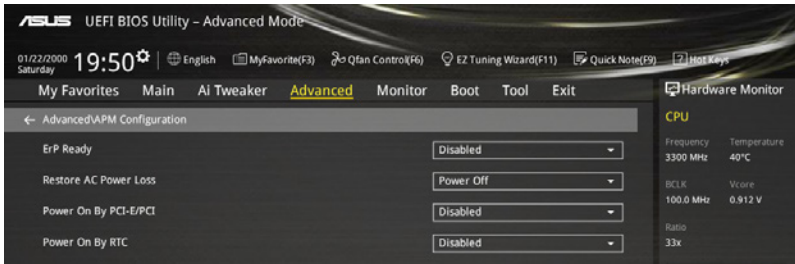 ASUS UEFI BIOS Utility – Advanced Mode
01/22/2000 Saturday 19:50 English MyFavorite(F3) Qfan Control(F6) EZ Tuning Wizard(F11) Quick Note(F9) ? Hot Keys
My Favorites Main Ai Tweaker Advanced Monitor Boot Tool Exit
Hardware Monitor
← Advanced\APM Configuration
ErP Ready Disabled
Restore AC Power Loss Power Off
Power On By PCI-E/PCI Disabled
Power On By RTC Disabled
CPU
Frequency Temperature
3300 MHz 40°C
BCLK Vcore
100.0 MHz 0.912 V
Ratio
33x